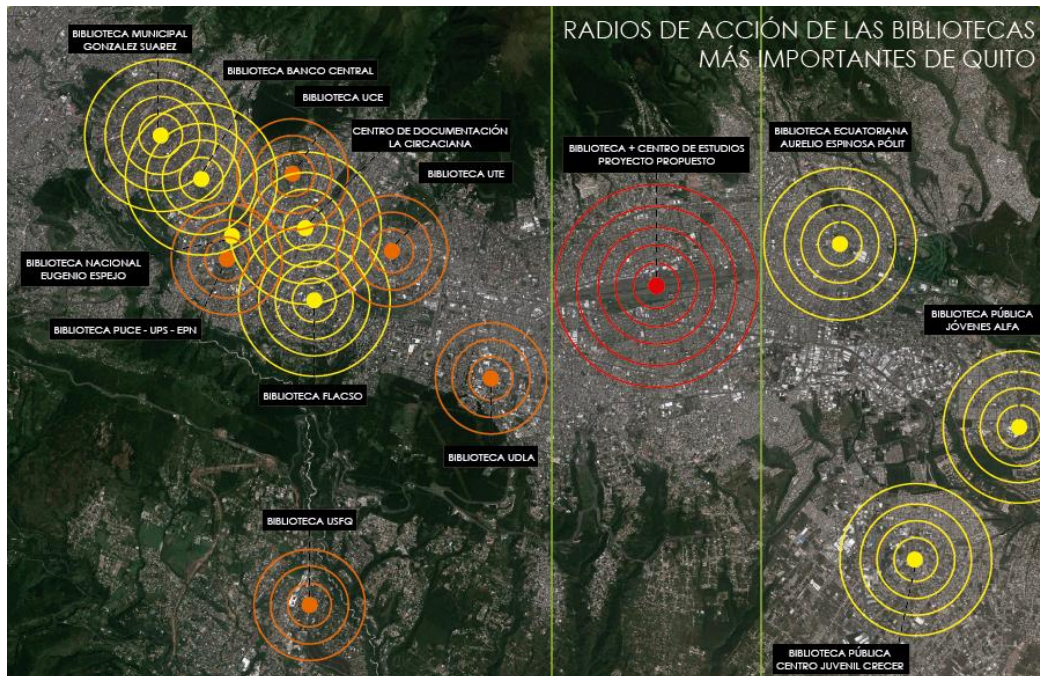 RADIOS DE ACCIÓN DE LAS BIBLIOTECAS
MÁS IMPORTANTES DE QUITO
BIBLIOTECA MUNICIPAL
GONZALEZ SUAREZ
BIBLIOTECA BANCO CENTRAL
BIBLIOTECA UCE
CENTRO DE DOCUMENTACIÓN
LA CIRCACIANA
BIBLIOTECA UTE
BIBLIOTECA + CENTRO DE ESTUDIOS
PROYECTO PROPUESTO
BIBLIOTECA ECUATORIANA
AURELIO ESPINOSA PÓLIT
BIBLIOTECA NACIONAL
EUGENIO ESPEJO
BIBLIOTECA PUCE - UPS - EPN
BIBLIOTECA PÚBLICA
JÓVENES ALFA
BIBLIOTECA FLACSO
BIBLIOTECA UDLA
BIBLIOTECA USFQ
BIBLIOTECA PÚBLICA
CENTRO JUVENIL CRECER